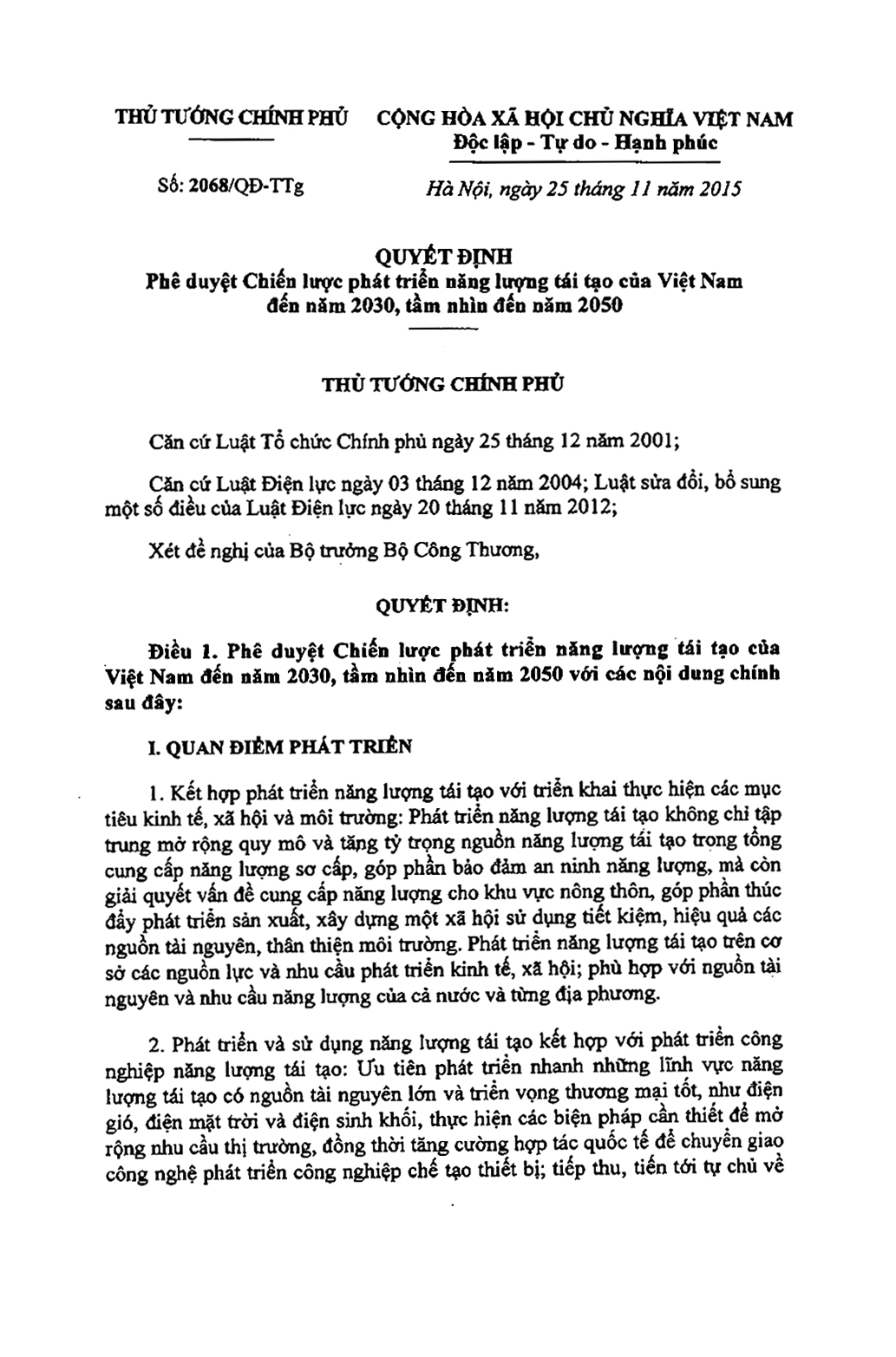 THỦ TƯỚNG CHÍNH PHỦ
CỘNG HÒA XÃ HỘI CHỦ NGHĨA VIỆT NAM
Độc lập - Tự do - Hạnh phúc
Số: 2068/QĐ-TTg
Hà Nội, ngày 25 tháng 11 năm 2015
QUYẾT ĐỊNH
Phê duyệt Chiến lược phát triển năng lượng tái tạo của Việt Nam
đến năm 2030, tầm nhìn đến năm 2050
THỦ TƯỚNG CHÍNH PHỦ
Căn cứ Luật Tổ chức Chính phủ ngày 25 tháng 12 năm 2001;
Căn cứ Luật Điện lực ngày 03 tháng 12 năm 2004; Luật sửa đổi, bổ sung
một số điều của Luật Điện lực ngày 20 tháng 11 năm 2012;
Xét đề nghị của Bộ trưởng Bộ Công Thương,
QUYẾT ĐỊNH:
Điều 1. Phê duyệt Chiến lược phát triển năng lượng tái tạo của
Việt Nam đến năm 2030, tầm nhìn đến năm 2050 với các nội dung chính
sau đây:
I. QUAN ĐIỂM PHÁT TRIỂN
1. Kết hợp phát triển năng lượng tái tạo với triển khai thực hiện các mục
tiêu kinh tế, xã hội và môi trường: Phát triển năng lượng tái tạo không chỉ tập
trung mở rộng quy mô và tăng tỷ trọng nguồn năng lượng tái tạo trong tổng
cung cấp năng lượng sơ cấp, góp phần bảo đảm an ninh năng lượng, mà còn
giải quyết vấn đề cung cấp năng lượng cho khu vực nông thôn, góp phần thúc
đẩy phát triển sản xuất, xây dựng một xã hội sử dụng tiết kiệm, hiệu quả các
nguồn tài nguyên, thân thiện môi trường. Phát triển năng lượng tái tạo trên cơ
sở các nguồn lực và nhu cầu phát triển kinh tế, xã hội; phù hợp với nguồn tài
nguyên và nhu cầu năng lượng của cả nước và từng địa phương.
2. Phát triển và sử dụng năng lượng tái tạo kết hợp với phát triển công
nghiệp năng lượng tái tạo: Ưu tiên phát triển nhanh những lĩnh vực năng
lượng tái tạo có nguồn tài nguyên lớn và triển vọng thương mại tốt, như điện
gió, điện mặt trời và điện sinh khối, thực hiện các biện pháp cần thiết để mở
rộng nhu cầu thị trường, đồng thời tăng cường hợp tác quốc tế để chuyển giao
công nghệ phát triển công nghiệp chế tạo thiết bị; tiếp thu, tiến tới tự chủ về